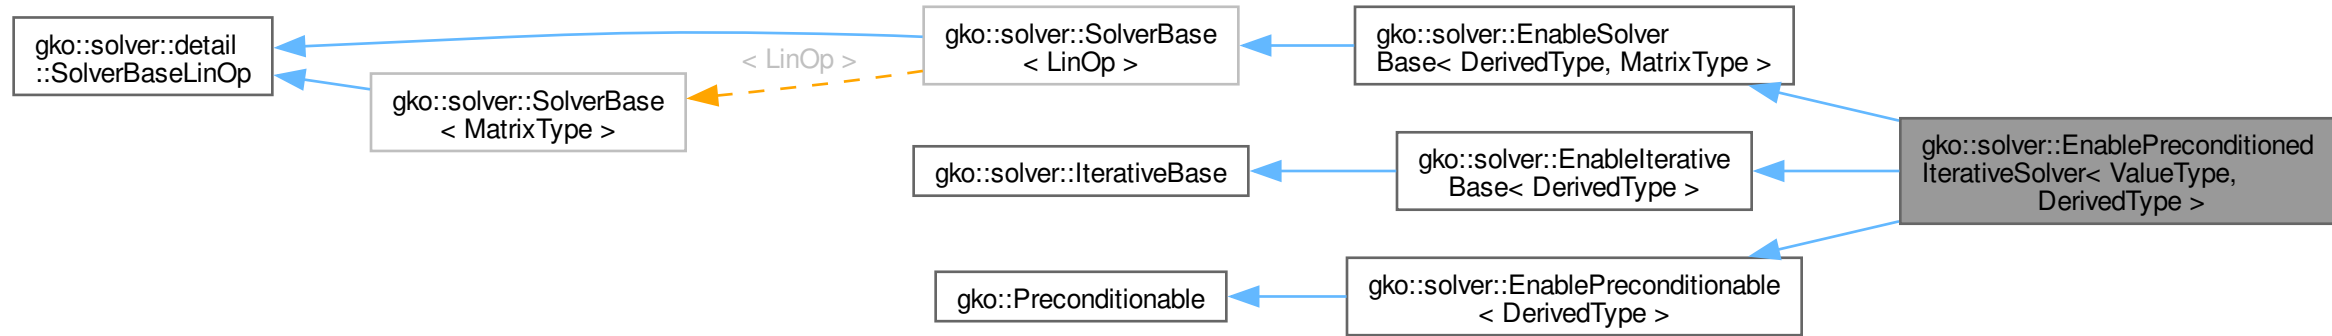 gko::solver::detail
::SolverBaseLinOp
gko::solver::SolverBase
< MatrixType >
< LinOp >
gko::solver::SolverBase
< LinOp >
gko::solver::EnableSolver
Base< DerivedType, MatrixType >
gko::solver::IterativeBase
gko::solver::EnableIterative
Base< DerivedType >
gko::Preconditionable
gko::solver::EnablePreconditionable
< DerivedType >
gko::solver::EnablePreconditioned
IterativeSolver< ValueType,
DerivedType >